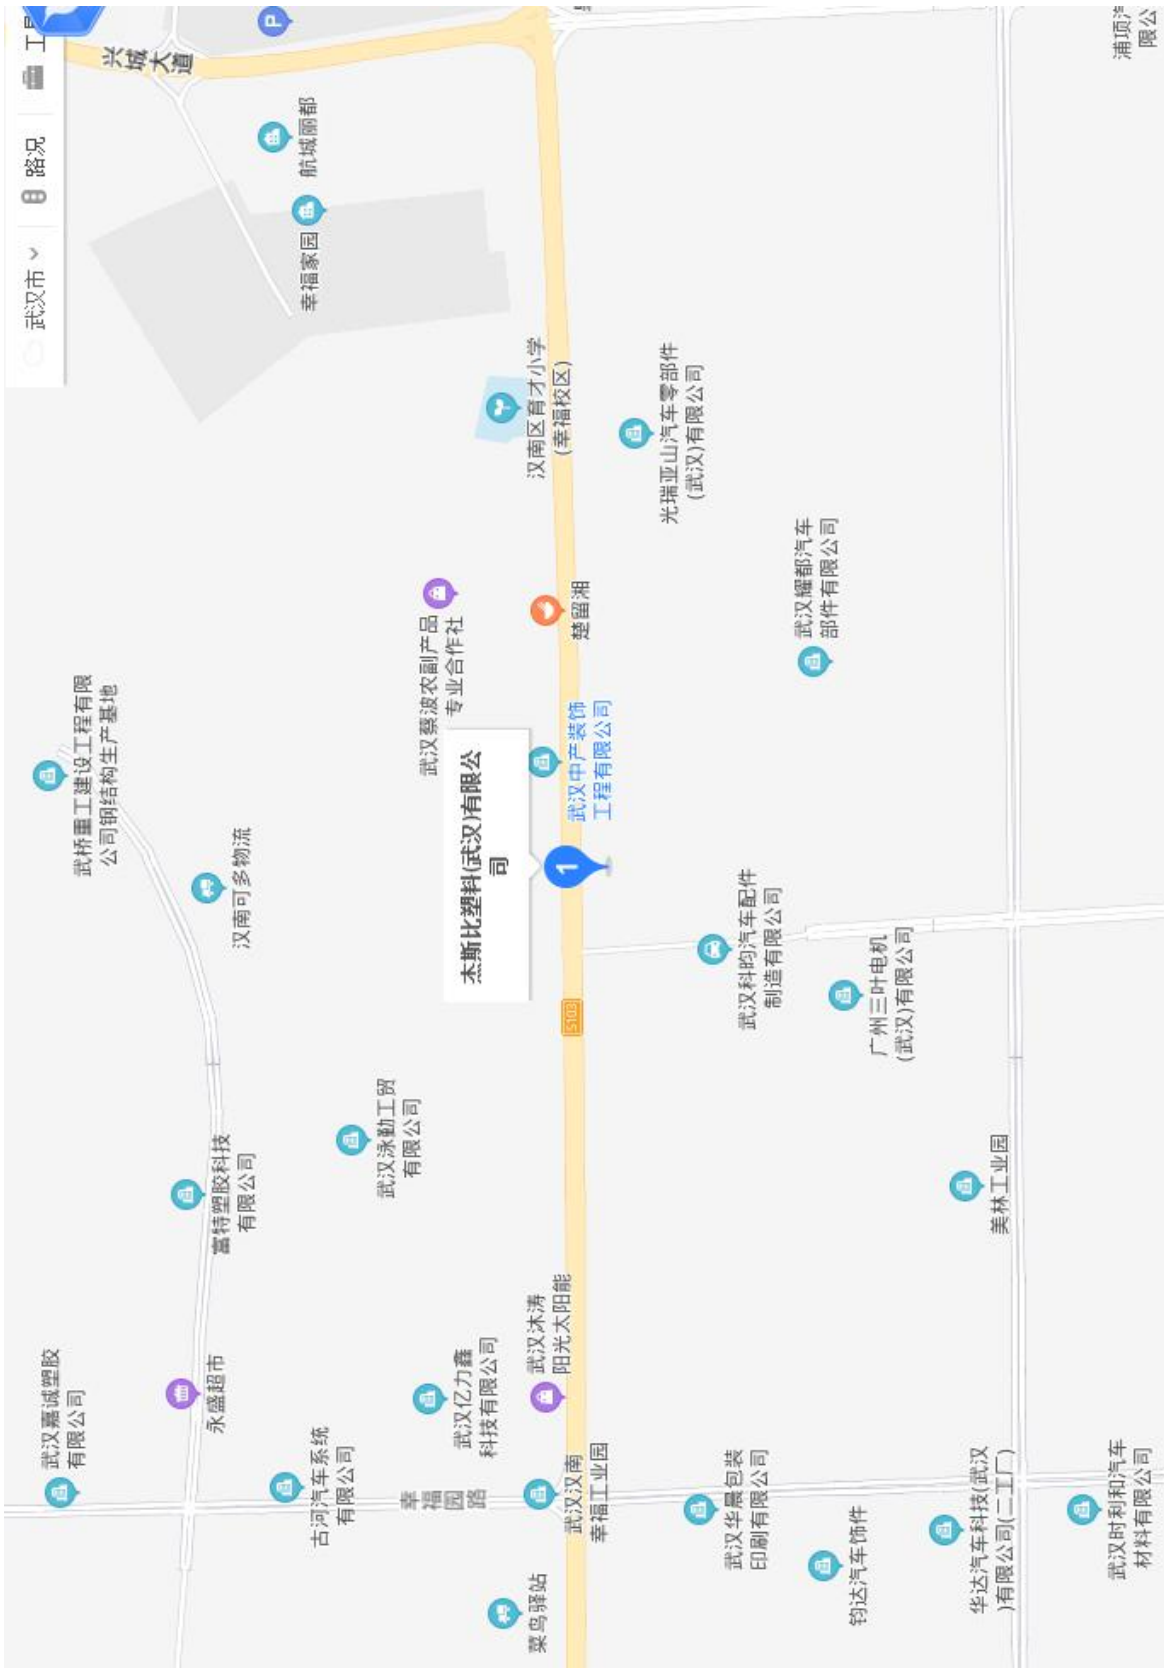 武汉市
路况
兴城大道
航城丽都
幸福家园
汉南区育才小学
(幸福校区)
光瑞亚山汽车零部件
(武汉)有限公司
武汉蔡波农副产品
专业合作社
楚留湘
武汉耀都汽车
部件有限公司
武桥重工建设工程有限
公司钢结构生产基地
汉南可多物流
杰斯比塑料(武汉)有限公
司
1
武汉中产装饰
工程有限公司
S103
武汉科昀汽车配件
制造有限公司
广州三叶电机
(武汉)有限公司
武汉泳勤工贸
有限公司
富特塑胶科技
有限公司
美林工业园
武汉沐涛
阳光太阳能
武汉亿力鑫
科技有限公司
永盛超市
武汉嘉诚塑胶
有限公司
古河汽车系统
有限公司
幸福园路
武汉汉南
幸福工业园
菜鸟驿站
武汉华晨包装
印刷有限公司
钧达汽车饰件
华达汽车科技(武汉
)有限公司(二工厂)
武汉时利和汽车
材料有限公司
P